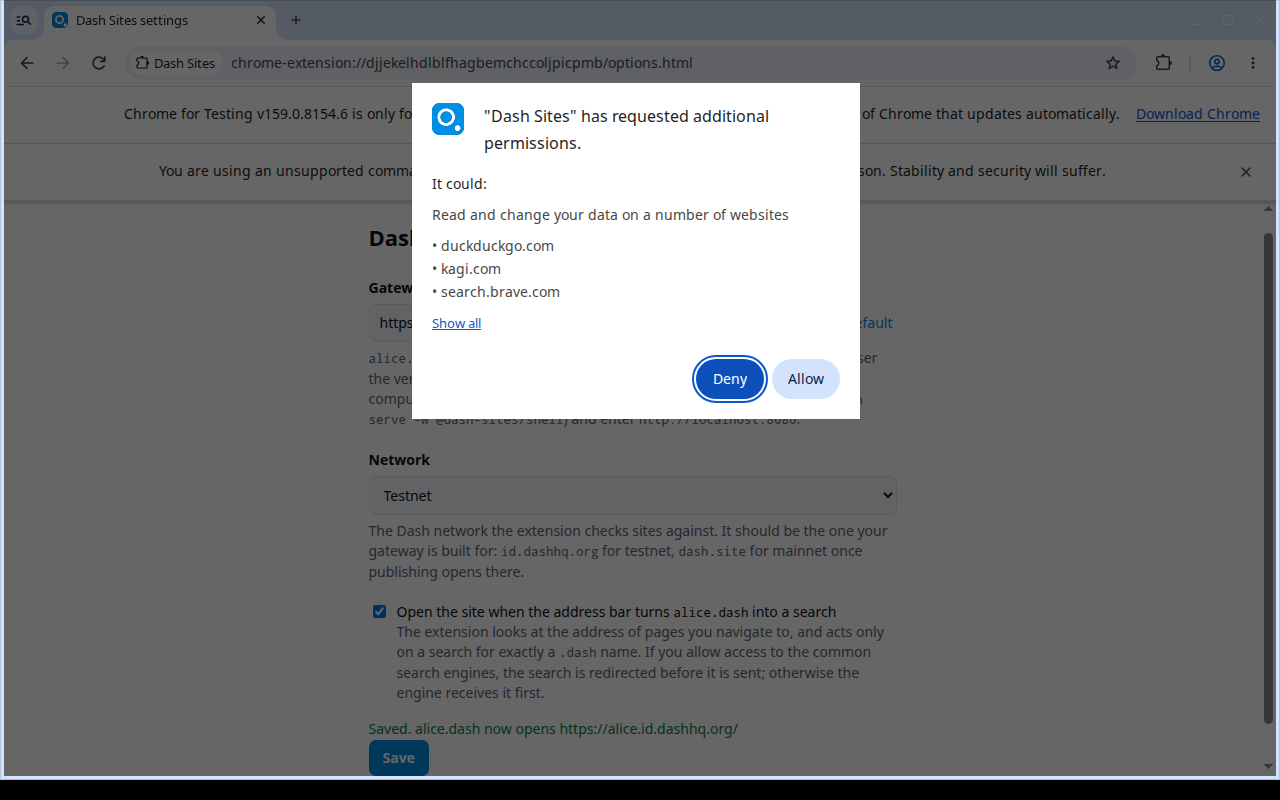 Dash Sites settings
Dash Sites
chrome-extension://djjekelhdlblfhagbemchccoljpicpmb/options.html
Chrome for Testing v159.0.8154.6 is only fo
of Chrome that updates automatically.
Download Chrome
You are using an unsupported comma
son. Stability and security will suffer.
"Dash Sites" has requested additional
permissions.
It could:
Read and change your data on a number of websites
• duckduckgo.com
• kagi.com
• search.brave.com
Show all
Deny
Allow
Das
Gatew
https
efault
alice.
ser
the ver
compu
serve -w @dash-sites/shell) and enter http://localhost:8080.
Network
Testnet
The Dash network the extension checks sites against. It should be the one your
gateway is built for: id.dashhq.org for testnet, dash.site for mainnet once
publishing opens there.
Open the site when the address bar turns alice.dash into a search
The extension looks at the address of pages you navigate to, and acts only
on a search for exactly a .dash name. If you allow access to the common
search engines, the search is redirected before it is sent; otherwise the
engine receives it first.
Saved. alice.dash now opens https://alice.id.dashhq.org/
Save